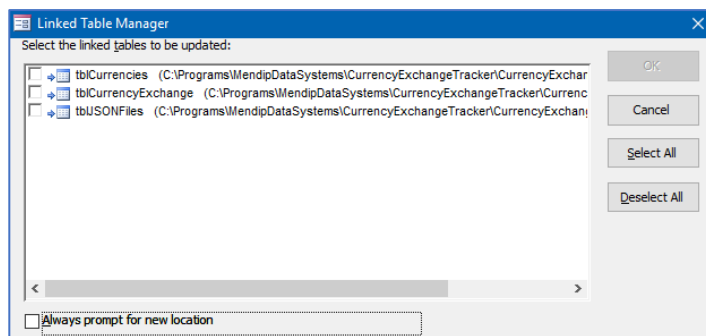 Linked Table Manager
Select the linked tables to be updated:
tblCurrencies (C:\Programs\MendipDataSystems\CurrencyExchangeTracker\CurrencyExchar
tblCurrencyExchange (C:\Programs\MendipDataSystems\CurrencyExchangeTracker\Currenc
tblJSONFiles (C:\Programs\MendipDataSystems\CurrencyExchangeTracker\CurrencyExchan
OK
Cancel
Select All
Deselect All
Always prompt for new location